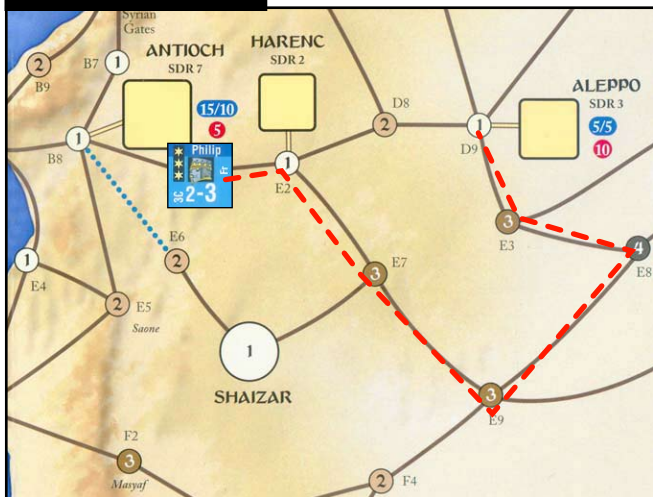 Syrian
Gates
B7
1
2
B9
ANTIOCH
SDR 7
15/10
5
HARENC
SDR 2
D8
2
ALEPPO
SDR 3
5/5
10
1
D9
1
B8
Philip
Fr
3C
2-3
1
E2
3
E3
4
E8
E6
2
3
E7
1
E4
2
E5
Saone
1
SHAIZAR
3
E9
F2
3
Masyaf
2
F4